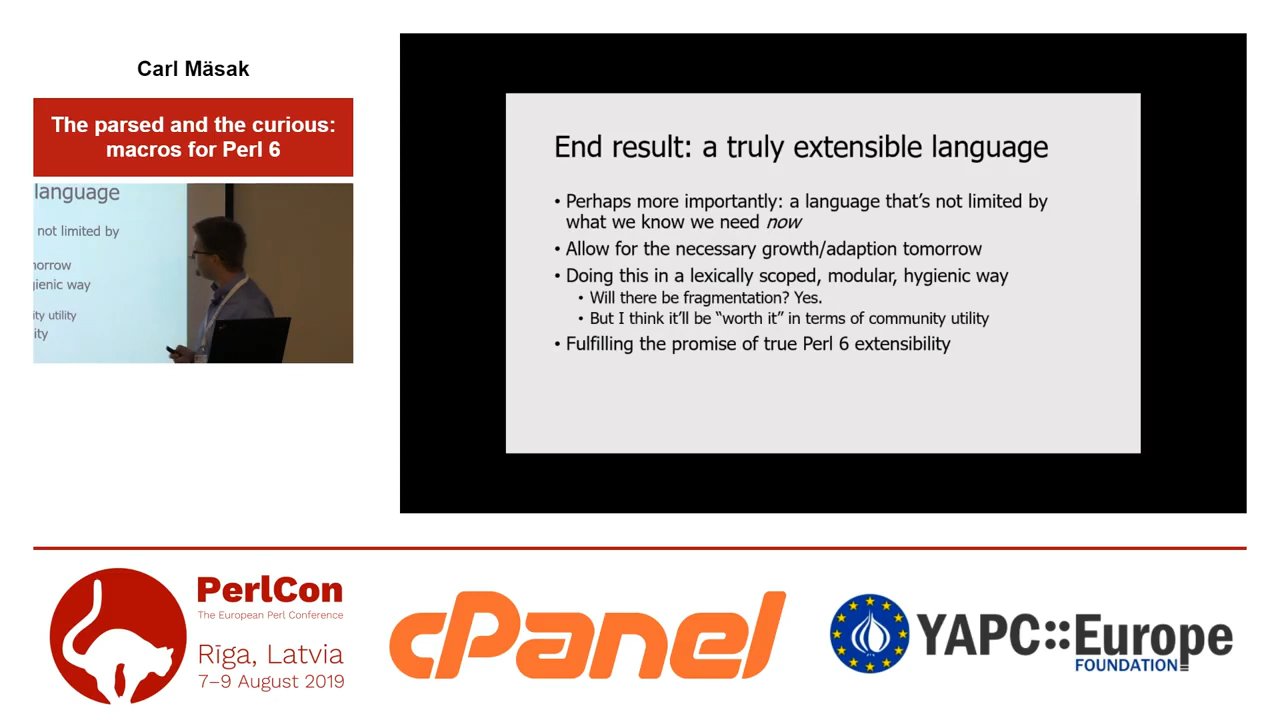 Carl Mäsak
The parsed and the curious:
macros for Perl 6
language
not limited by
morrow
gienic way
ity utility
ity
End result: a truly extensible language
• Perhaps more importantly: a language that's not limited by
what we know we need now
• Allow for the necessary growth/adaption tomorrow
• Doing this in a lexically scoped, modular, hygienic way
• Will there be fragmentation? Yes.
• But I think it'll be “worth it” in terms of community utility
• Fulfilling the promise of true Perl 6 extensibility
PerlCon
The European Perl Conference
Rīga, Latvia
7–9 August 2019
cPanel
YAPC::Europe
FOUNDATION